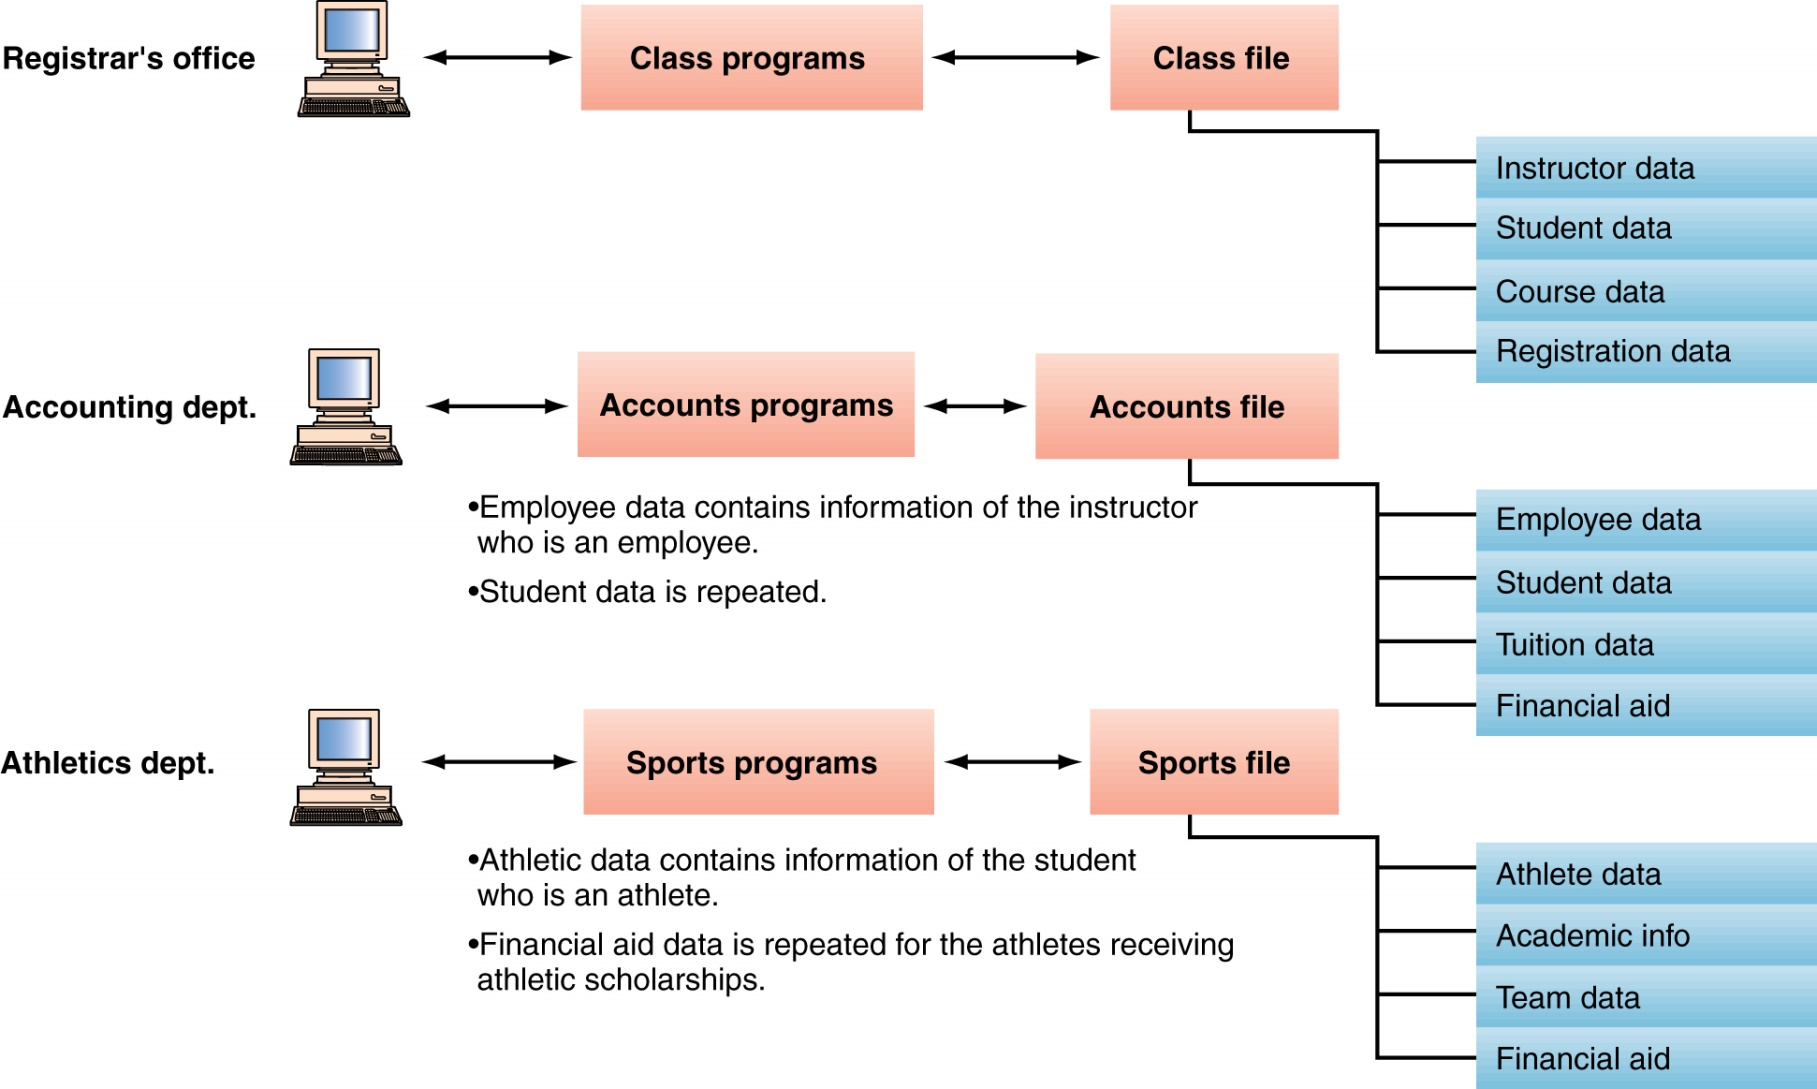 Registrar's office
Class programs
Class file
Instructor data
Student data
Course data
Registration data
Accounting dept.
Accounts programs
Accounts file
•Employee data contains information of the instructor
who is an employee.
•Student data is repeated.
Employee data
Student data
Tuition data
Financial aid
Athletics dept.
Sports programs
Sports file
•Athletic data contains information of the student
who is an athlete.
•Financial aid data is repeated for the athletes receiving
athletic scholarships.
Athlete data
Academic info
Team data
Financial aid